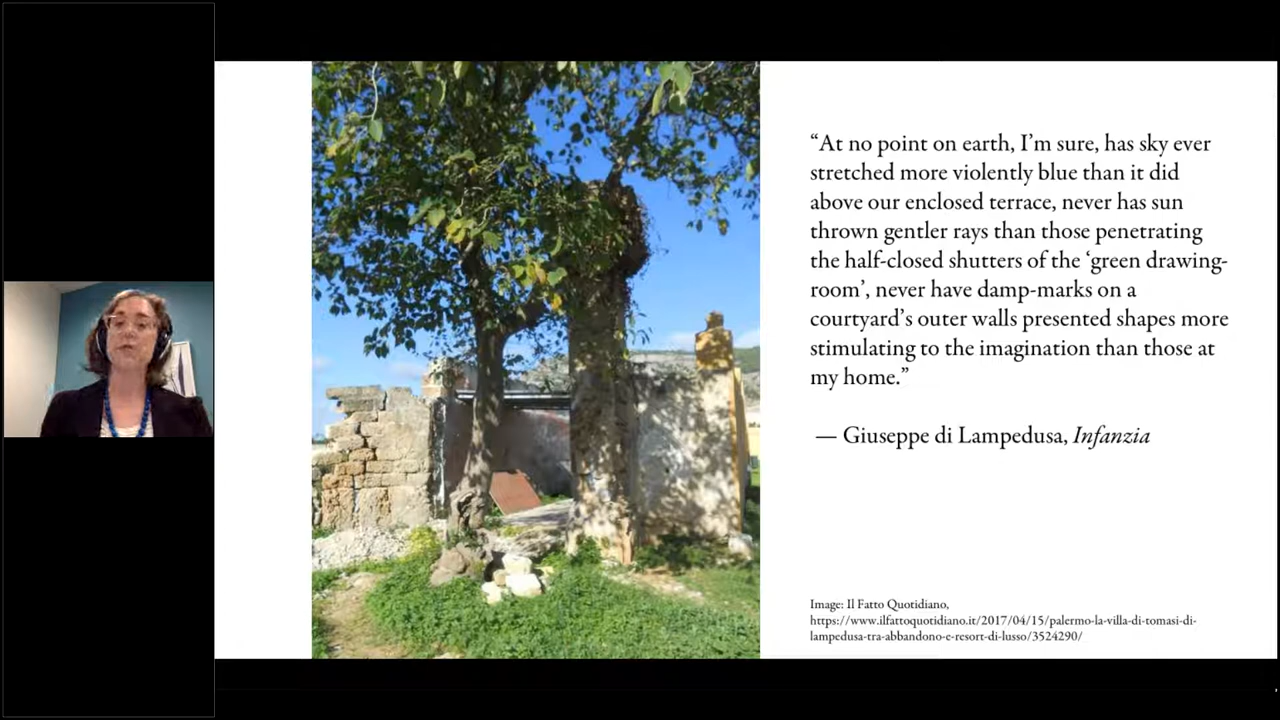 “At no point on earth, I’m sure, has sky ever
stretched more violently blue than it did
above our enclosed terrace, never has sun
thrown gentler rays than those penetrating
the half-closed shutters of the ‘green drawing-
room’, never have damp-marks on a
courtyard’s outer walls presented shapes more
stimulating to the imagination than those at
my home.”
— Giuseppe di Lampedusa, Infanzia
Image: Il Fatto Quotidiano,
https://www.ilfattoquotidiano.it/2017/04/15/palermo-la-villa-di-tomasi-di-
lampedusa-tra-abbandono-e-resort-di-lusso/3524290/